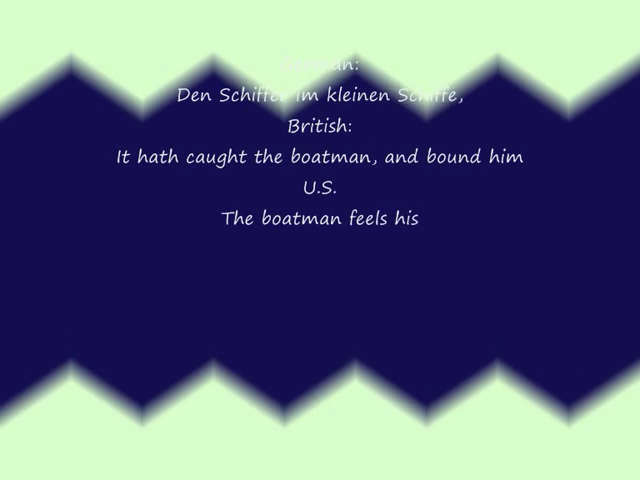 Den Schiffer im kleinen Schiffe,
British:
It hath caught the boatman, and bound him
U.S.
The boatman feels his